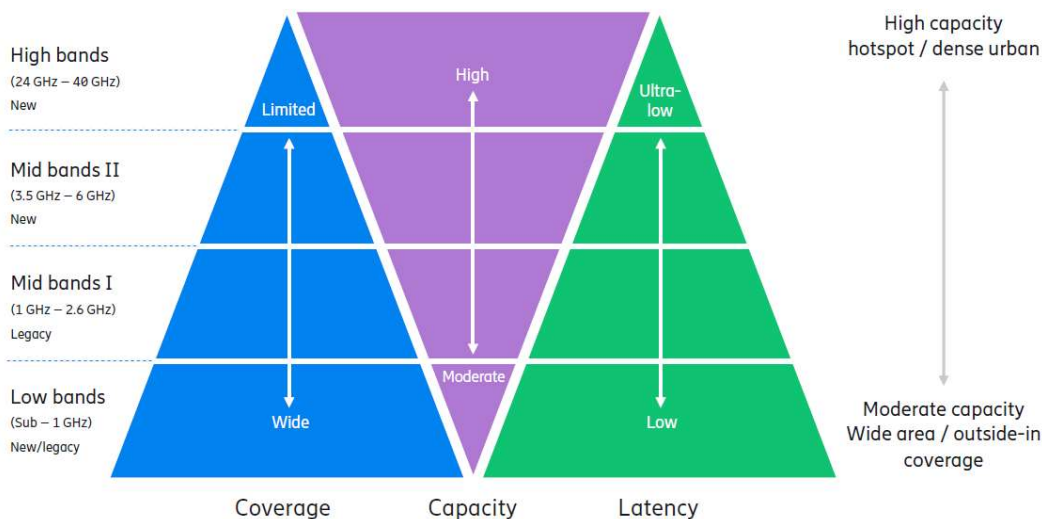 High bands
(24 GHz – 40 GHz)
New
Mid bands II
(3.5 GHz – 6 GHz)
New
Mid bands I
(1 GHz – 2.6 GHz)
Legacy
Low bands
(Sub – 1 GHz)
New/legacy
Limited
Wide
Coverage
High
Moderate
Capacity
Ultra-
low
Low
Latency
High capacity
hotspot / dense urban
Moderate capacity
Wide area / outside-in
coverage